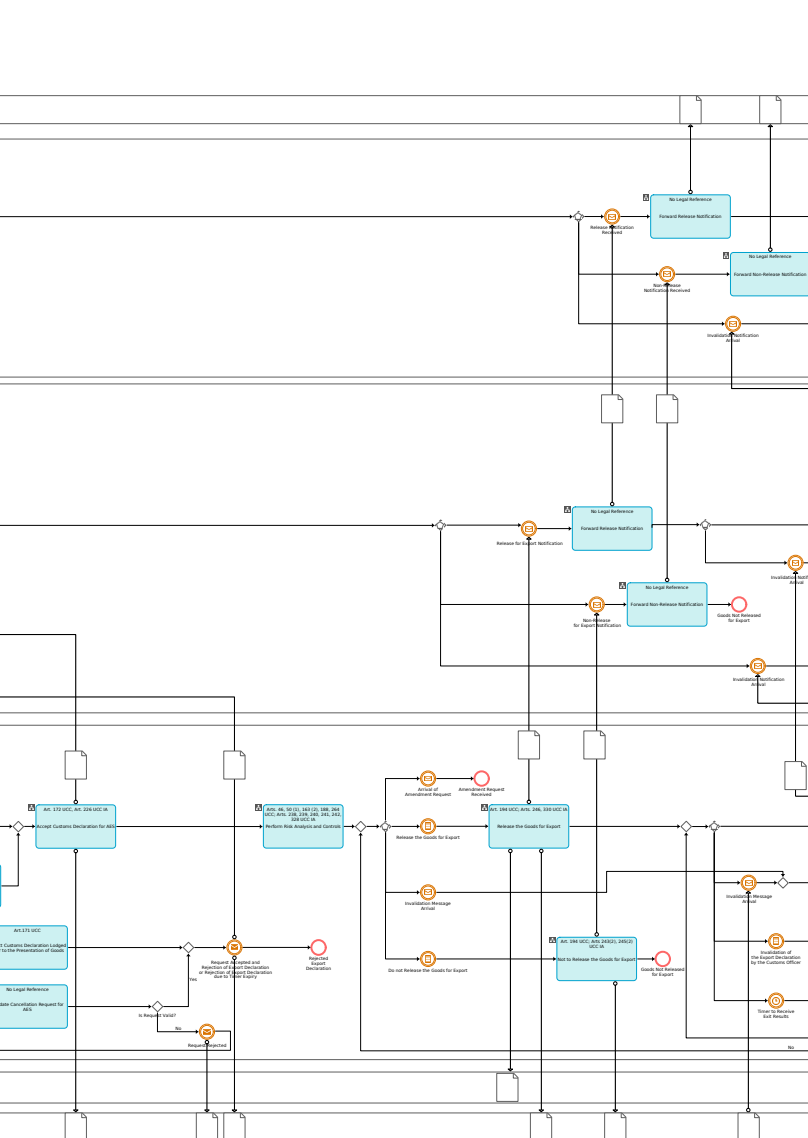 No Legal Reference
Forward Release Notification
Release Notification
Received
No Legal Reference
Forward Non-Release Notification
Non-Release
Notification Received
Invalidation Notification
Arrival
No Legal Reference
Forward Release Notification
Release for Export Notification
Invalidation Notif
Arrival
No Legal Reference
Forward Non-Release Notification
Non-Release
for Export Notification
Goods Not Released
for Export
Invalidation Notification
Arrival
Art. 172 UCC, Art. 226 UCC IA
Accept Customs Declaration for AES
Arts. 46, 50 (1), 163 (2), 188, 264
UCC; Arts. 238, 239, 240, 241, 242,
328 UCC IA
Perform Risk Analysis and Controls
Arrival of
Amendment Request
Amendment Request
Received
Release the Goods for Export
Art. 194 UCC; Arts. 246, 330 UCC IA
Release the Goods for Export
Invalidation Message
Arrival
Invalidation Message
Arrival
Art.171 UCC
t Customs Declaration Lodged
to the Presentation of Goods
Request Accepted and
Rejection of Export Declaration
or Rejection of Export Declaration
due to Timer Expiry
Rejected
Export
Declaration
Do not Release the Goods for Export
Art. 194 UCC; Arts 243(2), 245(2)
UCC IA
Not to Release the Goods for Export
Goods Not Released
for Export
Invalidation of
the Export Declaration
by the Customs Officer
Yes
No Legal Reference
date Cancellation Request for
AES
Is Request Valid?
No
Request Rejected
Timer to Receive
Exit Results
No